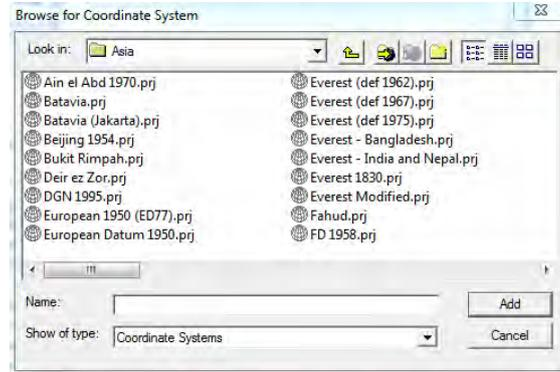 Browse for Coordinate System
Look in: Asia
Ain el Abd 1970.prj
Batavia.prj
Batavia (Jakarta).prj
Beijing 1954.prj
Bukit Rimpah.prj
Deir ez Zor.prj
DGN 1995.prj
European 1950 (ED77).prj
European Datum 1950.prj
Everest (def 1962).prj
Everest (def 1967).prj
Everest (def 1975).prj
Everest - Bangladesh.prj
Everest - India and Nepal.prj
Everest 1830.prj
Everest Modified.prj
Fahud.prj
FD 1958.prj
Name:
Add
Show of type: Coordinate Systems
Cancel